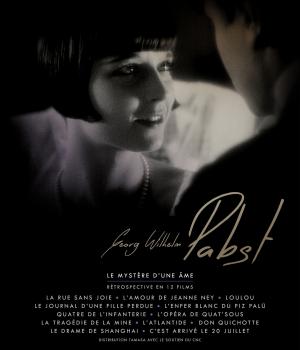 Georg Wilhelm Pabst
LE MYSTÈRE D'UNE ÂME
RÉTROSPECTIVE EN 12 FILMS
LA RUE SANS JOIE • L'AMOUR DE JEANNE NEY • LOULOU
LE JOURNAL D'UNE FILLE PERDUE • L'ENFER BLANC DU PIZ PALÜ
QUATRE DE L'INFANTERIE • L'OPÉRA DE QUAT'SOUS
LA TRAGÉDIE DE LA MINE • L'ATLANTIDE • DON QUICHOTTE
LE DRAME DE SHANGHAÏ • C'EST ARRIVÉ LE 20 JUILLET
DISTRIBUTION TAMASA AVEC LE SOUTIEN DU CNC